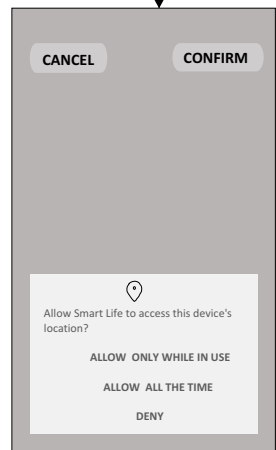 CANCEL
CONFIRM
Allow Smart Life to access this device's
location?
ALLOW ONLY WHILE IN USE
ALLOW ALL THE TIME
DENY